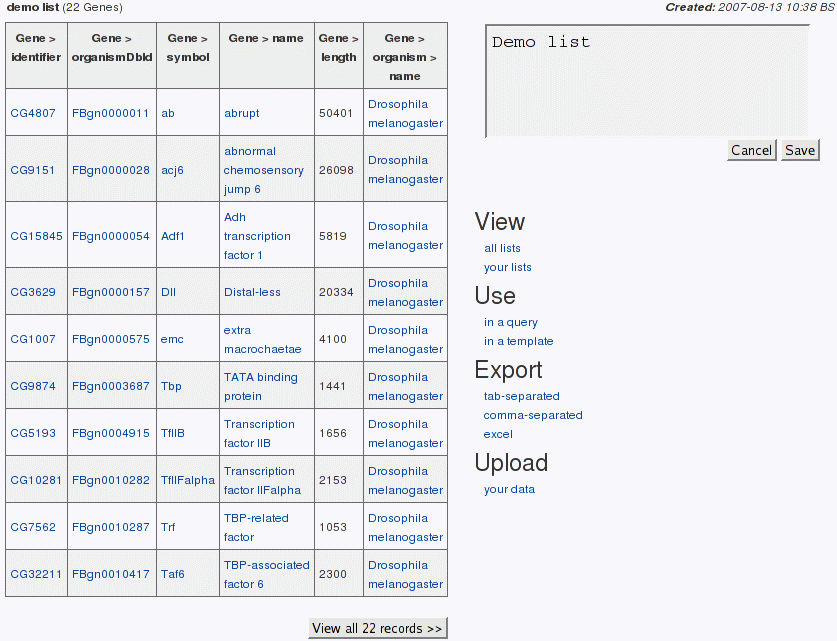 demo list (22 Genes)
Created: 2007-08-13 10:38 BS
Gene > identifier
Gene > organismDbId
Gene > symbol
Gene > name
Gene > length
Gene > organism > name
CG4807 FBgn0000011 ab abrupt 50401 Drosophila melanogaster
CG9151 FBgn0000028 acj6 abnormal chemosensory jump 6 26098 Drosophila melanogaster
CG15845 FBgn0000054 Adf1 Adh transcription factor 1 5819 Drosophila melanogaster
CG3629 FBgn0000157 Dll Distal-less 20334 Drosophila melanogaster
CG1007 FBgn0000575 emc extra macrochaetae 4100 Drosophila melanogaster
CG9874 FBgn0003687 Tbp TATA binding protein 1441 Drosophila melanogaster
CG5193 FBgn0004915 TfIIB Transcription factor IIB 1656 Drosophila melanogaster
CG10281 FBgn0010282 TfIIFalpha Transcription factor IIFalpha 2153 Drosophila melanogaster
CG7562 FBgn0010287 Trf TBP-related factor 1053 Drosophila melanogaster
CG32211 FBgn0010417 Taf6 TBP-associated factor 6 2300 Drosophila melanogaster
View all 22 records >>
Demo list
Cancel Save
View
all lists
your lists
Use
in a query
in a template
Export
tab-separated
comma-separated
excel
Upload
your data